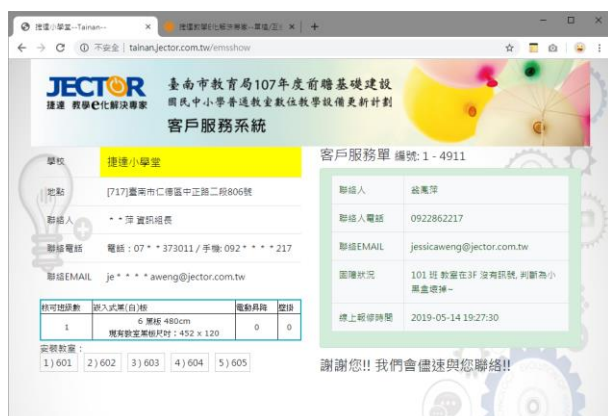 捷達小學堂--Tainan--
不安全 | tainan.jector.com.tw/emsshow
JECTOR
捷達 教學e化解決專家
臺南市教育局107年度前瞻基礎建設
國民中小學普通教室數位教學設備更新計劃
客戶服務系統
學校 捷達小學堂
地點 [717]臺南市仁德區中正路二段806號
聯絡人 * * 萍 資訊組長
聯絡電話 電話：07 * * 373011 / 手機: 092 * * * * 217
聯絡EMAIL je * * * * aweng@jector.com.tw
核可班級數 嵌入式黑(白)板 電動昇降 壁掛
1 6 黑板 480cm 0 0
現有教室黑板尺吋：452 x 120
安裝教室：
1 ) 601 2 ) 602 3 ) 603 4 ) 604 5 ) 605
客戶服務單 編號: 1 - 4911
聯絡人
聯絡人電話 0922862217
聯絡EMAIL jessicaweng@jector.com.tw
困難狀況 101 班 教室在3F 沒有訊號, 判斷為小
黑盒壞掉~
線上報修時間 2019-05-14 19:27:30
謝謝您!! 我們會儘速與您聯絡!!